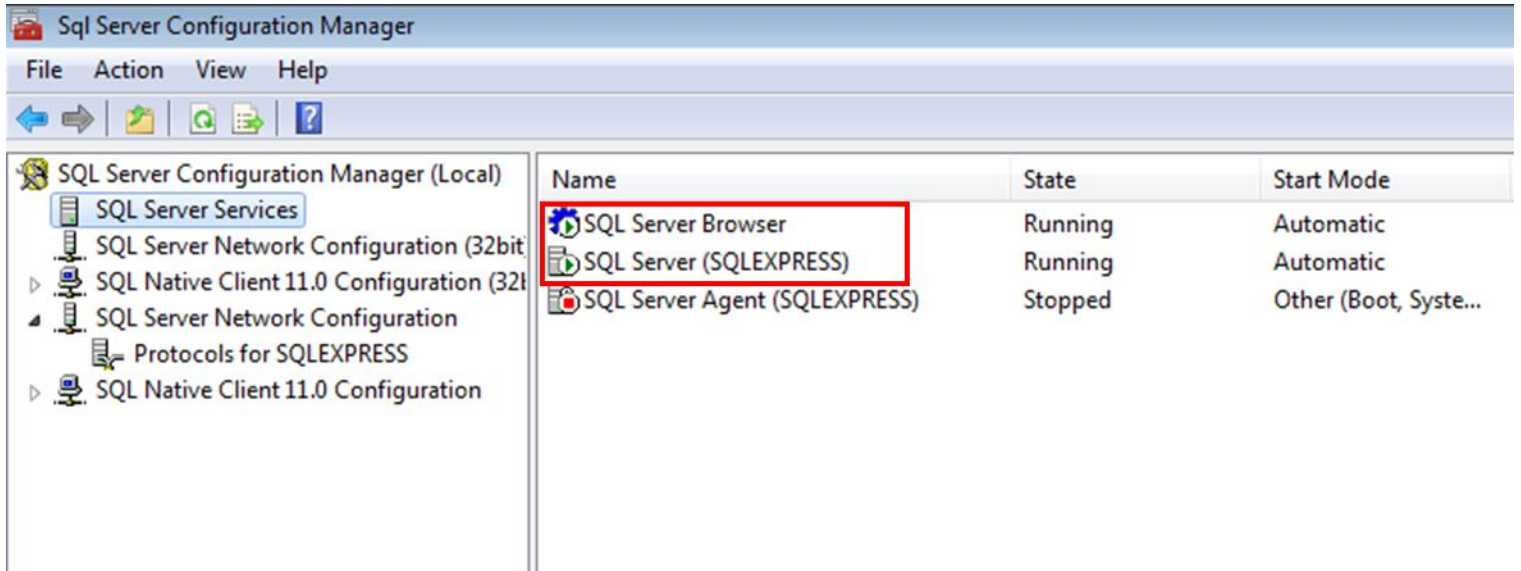 Sql Server Configuration Manager
File Action View Help
SQL Server Configuration Manager (Local)
SQL Server Services
SQL Server Network Configuration (32bit
SQL Native Client 11.0 Configuration (32b
SQL Server Network Configuration
Protocols for SQLEXPRESS
SQL Native Client 11.0 Configuration
Name State Start Mode
SQL Server Browser Running Automatic
SQL Server (SQLEXPRESS) Running Automatic
SQL Server Agent (SQLEXPRESS) Stopped Other (Boot, Syste...